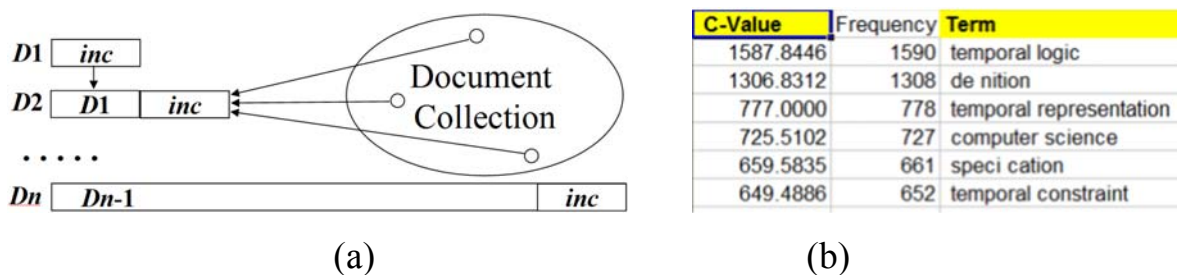 D1 inc
D2 D1 inc
. . . . .
Dn Dn-1 inc
Document
Collection
(a)
C-Value Frequency Term
1587.8446 1590 temporal logic
1306.8312 1308 de nition
777.0000 778 temporal representation
725.5102 727 computer science
659.5835 661 speci cation
649.4886 652 temporal constraint
(b)